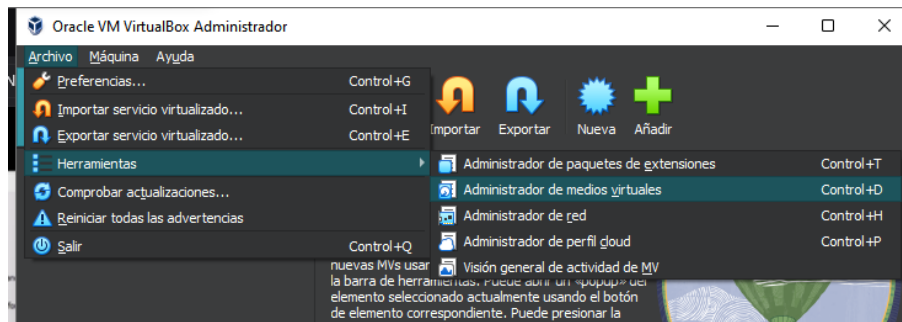 Oracle VM VirtualBox Administrador
Archivo Máquina Ayuda
Preferencias... Control+G
Importar servicio virtualizado... Control+I
Exportar servicio virtualizado... Control+E
Herramientas
Comprobar actualizaciones...
Reiniciar todas las advertencias
Salir Control+Q
Importar Exportar Nueva Añadir
Administrador de paquetes de extensiones Control+T
Administrador de medios virtuales Control+D
Administrador de red Control+H
Administrador de perfil cloud Control+P
Visión general de actividad de MV
nuevas MVs usar
la barra de herramientas. Puede abrir un «popup» del
elemento seleccionado actualmente usando el botón
de elemento correspondiente. Puede presionar la